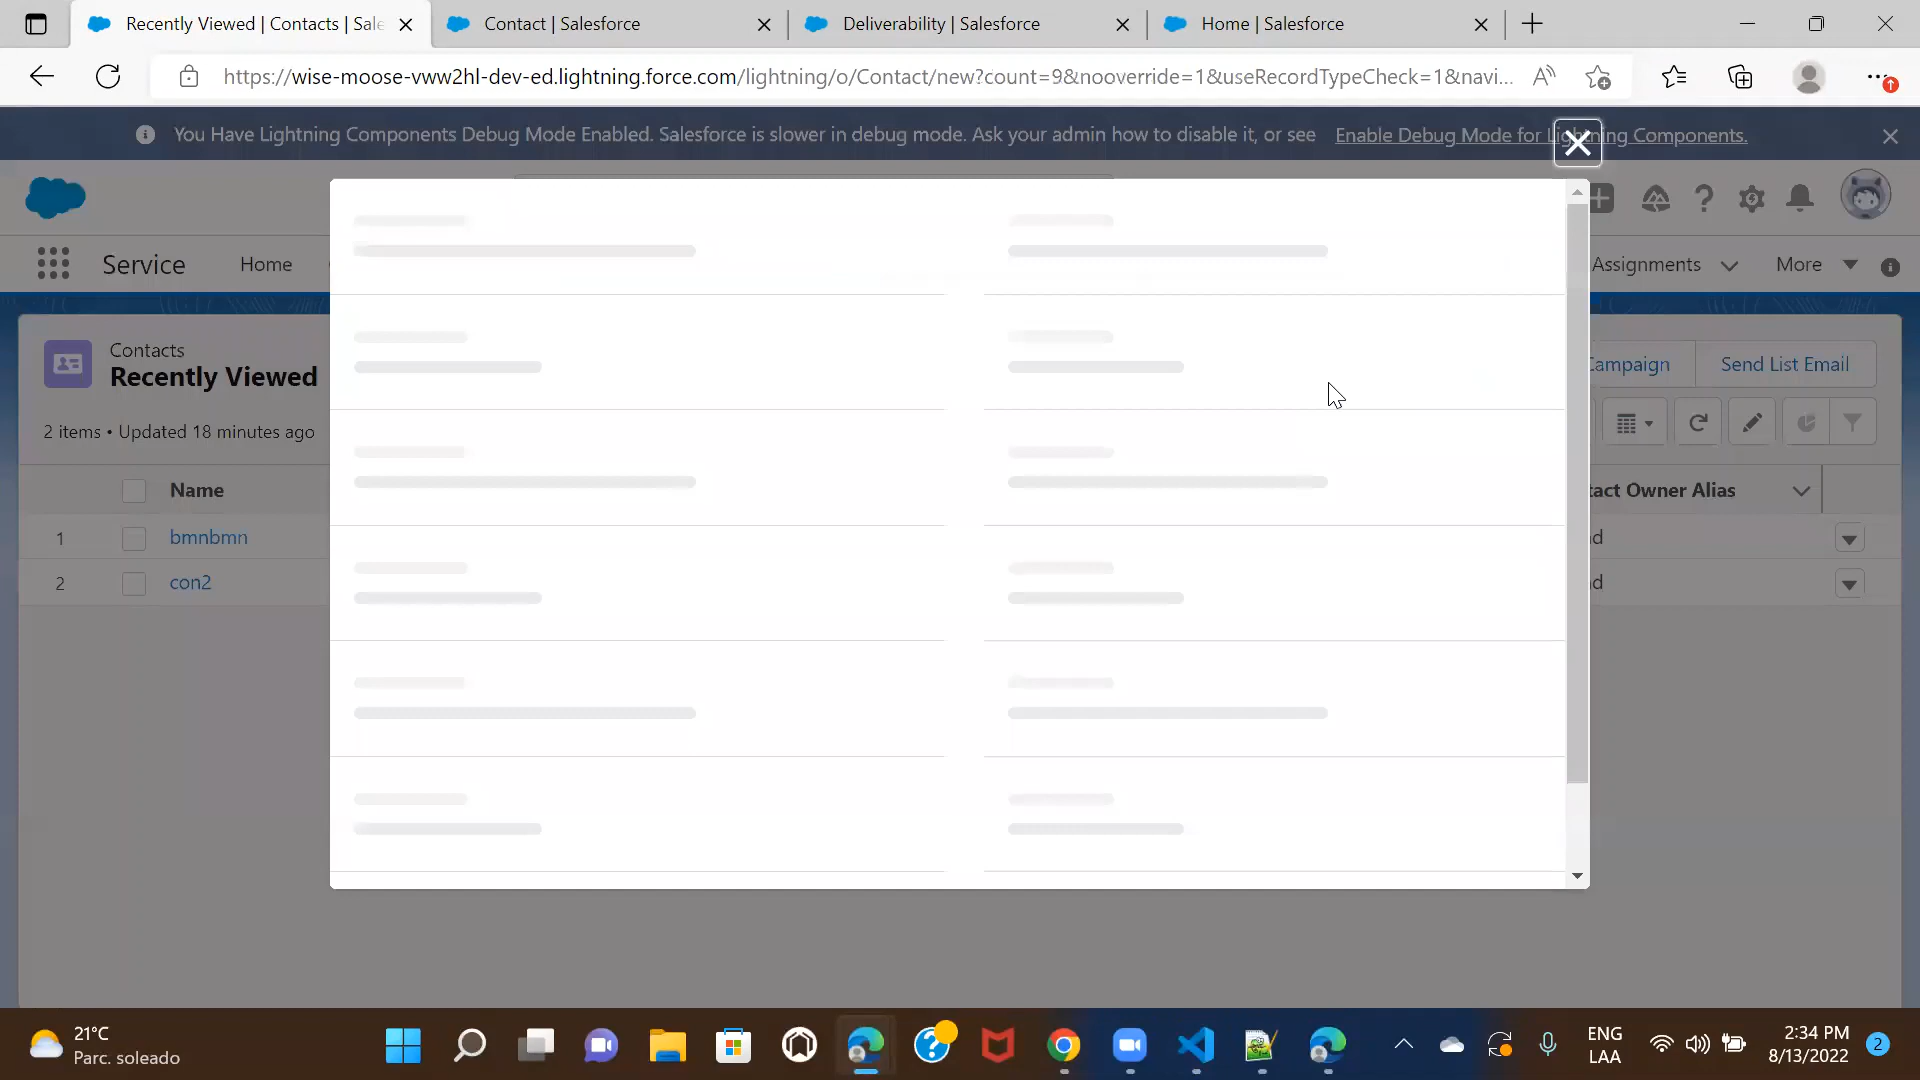 Recently Viewed | Contacts | Sale
Contact | Salesforce
Deliverability | Salesforce
Home | Salesforce
https://wise-moose-vww2hl-dev-ed.lightning.force.com/lightning/o/Contact/new?count=9&nooverride=1&useRecordTypeCheck=1&navi...
You Have Lightning Components Debug Mode Enabled. Salesforce is slower in debug mode. Ask your admin how to disable it, or see Enable Debug Mode for Lightning Components.
Service
Home
Assignments
More
Contacts
Recently Viewed
Campaign
Send List Email
2 items • Updated 18 minutes ago
Name
tact Owner Alias
1 bmnbmn
d
2 con2
d
21°C
Parc. soleado
ENG
LAA
2:34 PM
8/13/2022
2